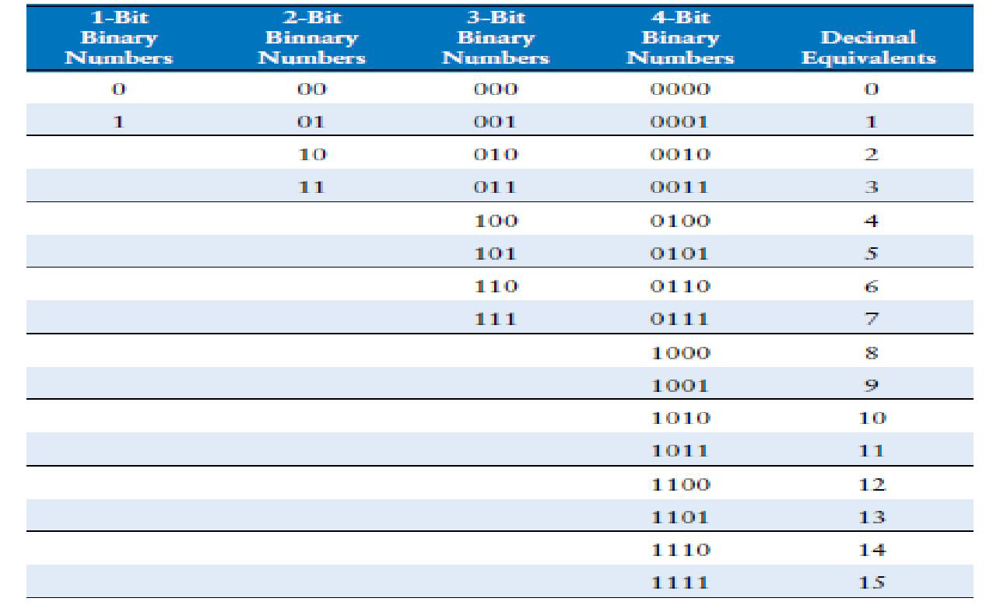 1-Bit Binary Numbers 2-Bit Binnary Numbers 3-Bit Binary Numbers 4-Bit Binary Numbers Decimal Equivalents
0 00 000 0000 0
1 01 001 0001 1
10 010 0010 2
11 011 0011 3
100 0100 4
101 0101 5
110 0110 6
111 0111 7
1000 8
1001 9
1010 10
1011 11
1100 12
1101 13
1110 14
1111 15